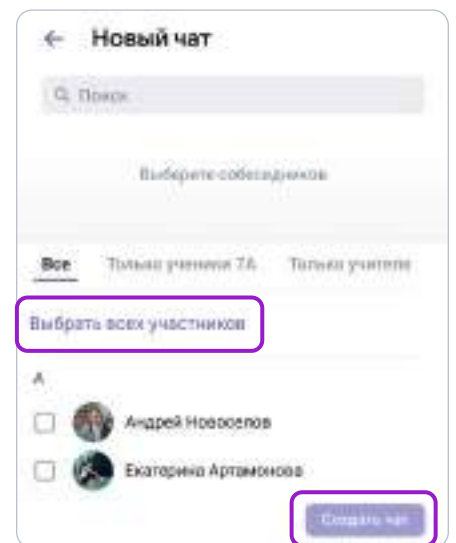 Новый чат
Поиск
Выберите собеседников
Все Только ученики 7А Только учителя
Выбрать всех участников
А
Андрей Новоселов
Екатерина Артамонова
Создать чат